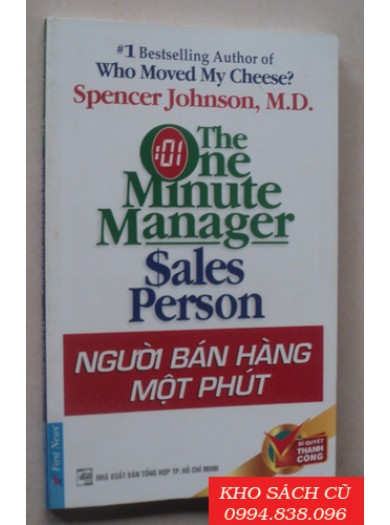 #1 Bestselling Author of
Who Moved My Cheese?
Spencer Johnson, M.D.
:01
The
One
Minute
Manager
$ales
Person
NGƯỜI BÁN HÀNG
MỘT PHÚT
BÍ QUYẾT
THÀNH
CÔNG
First News
NHÀ XUẤT BẢN TỔNG HỢP TP. HỒ CHÍ MINH
KHO SÁCH CŨ
0994.838.096